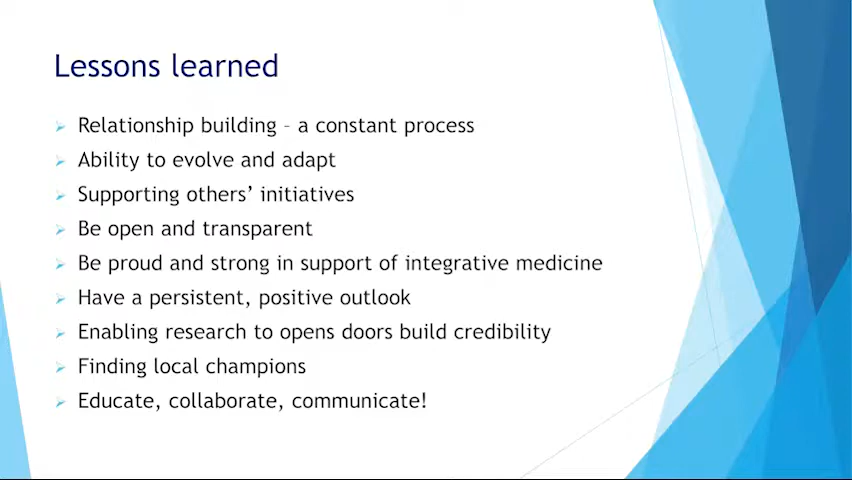 Lessons learned
Relationship building – a constant process
Ability to evolve and adapt
Supporting others’ initiatives
Be open and transparent
Be proud and strong in support of integrative medicine
Have a persistent, positive outlook
Enabling research to opens doors build credibility
Finding local champions
Educate, collaborate, communicate!